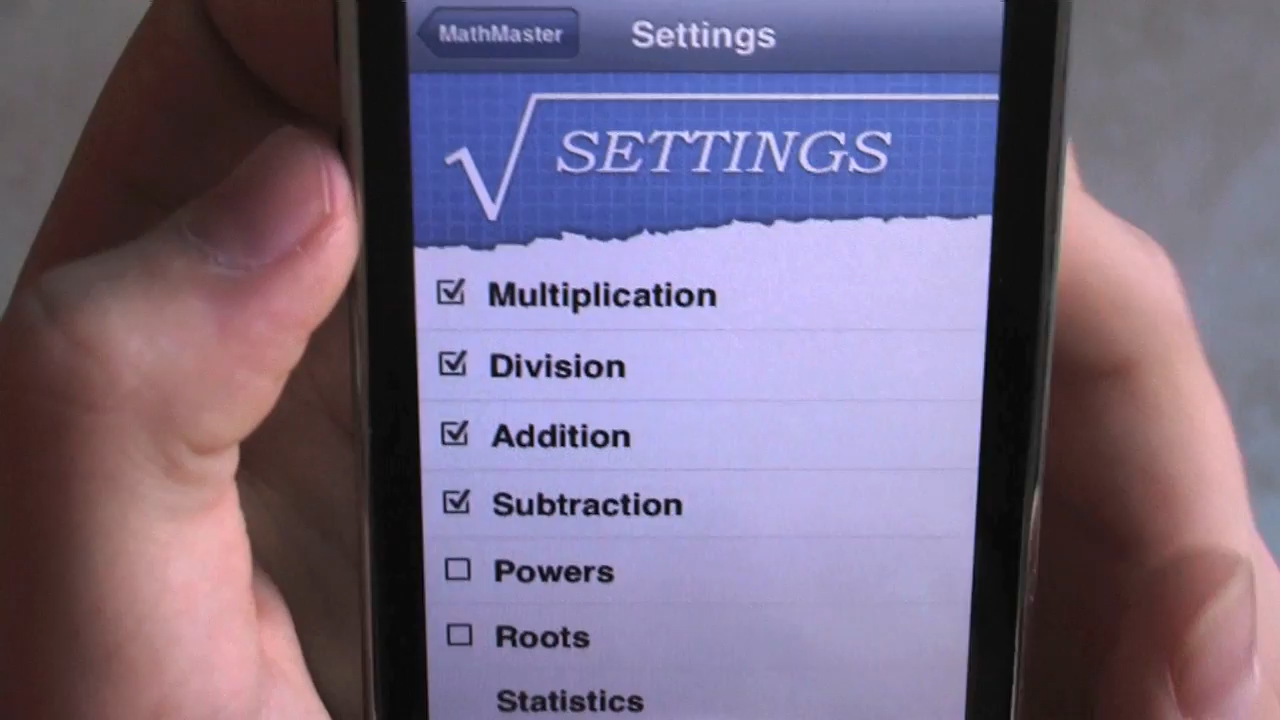 MathMaster
Settings
√SETTINGS
Multiplication
Division
Addition
Subtraction
Powers
Roots
Statistics